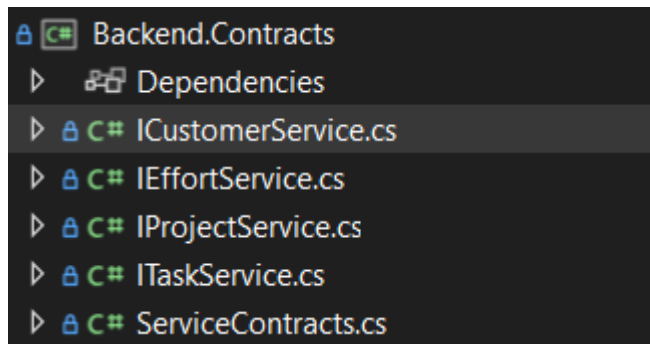 C# Backend.Contracts
Dependencies
C# ICustomerService.cs
C# IEffortService.cs
C# IProjectService.cs
C# ITaskService.cs
C# ServiceContracts.cs